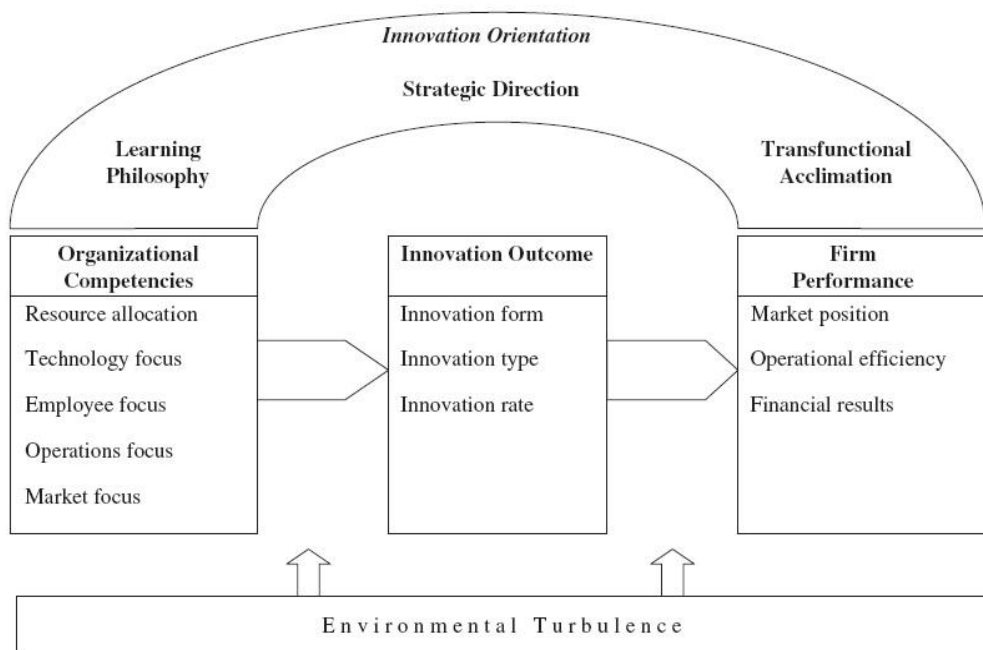 Innovation Orientation
Strategic Direction
Learning
Philosophy
Transfunctional
Acclimation
Organizational
Competencies
Resource allocation
Technology focus
Employee focus
Operations focus
Market focus
Innovation Outcome
Innovation form
Innovation type
Innovation rate
Firm
Performance
Market position
Operational efficiency
Financial results
Environmental Turbulence